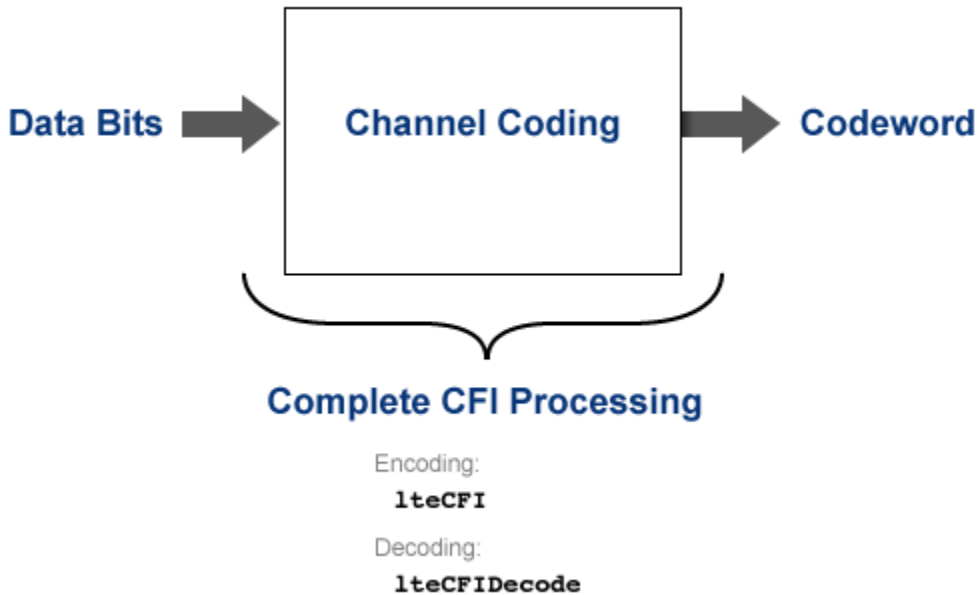 Data Bits
Channel Coding
Codeword
Complete CFI Processing
Encoding:
lteCFI
Decoding:
lteCFIDecode